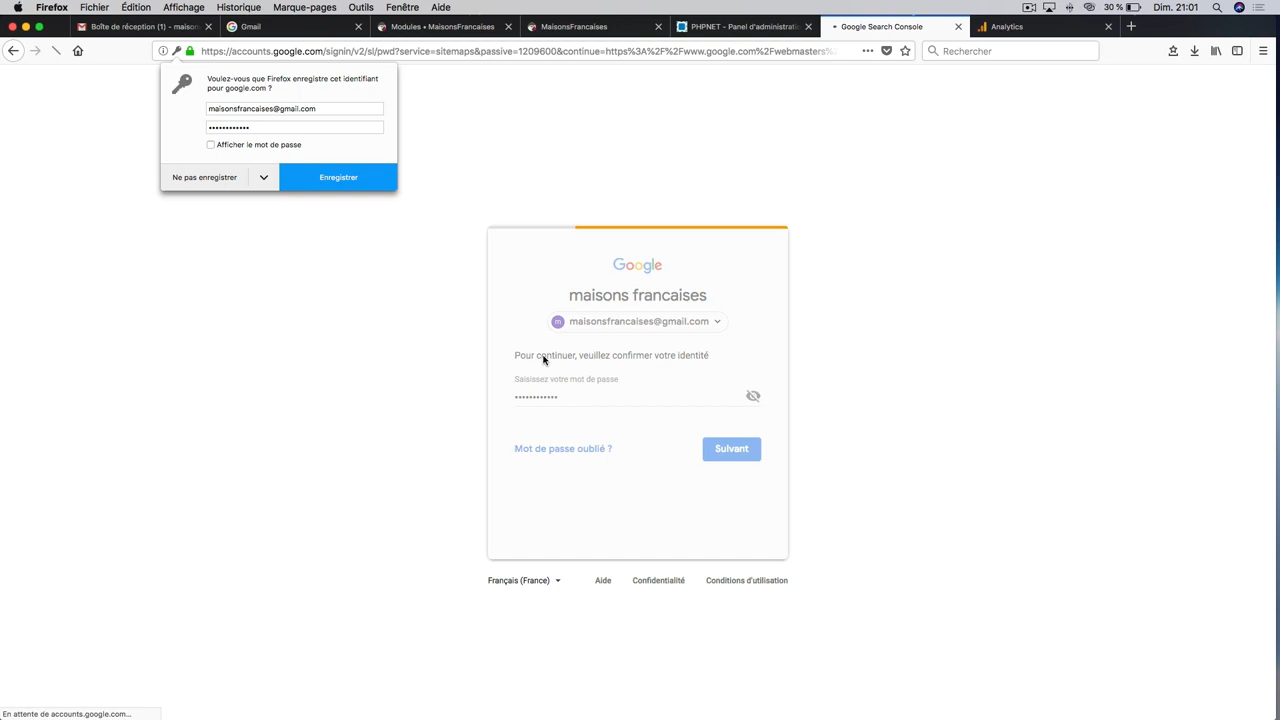 Firefox Fichier Édition Affichage Historique Marque-pages Outils Fenêtre Aide 30 % Dim. 21:01
Boîte de réception (1) - maison Gmail Modules • MaisonsFrancaises MaisonsFrancaises PHPNET - Panel d'administrati Google Search Console Analytics
https://accounts.google.com/signin/v2/sl/pwd?service=sitemaps&passive=1209600&continue=https%3A%2F%2Fwww.google.com%2Fwebmasters% Rechercher
Voulez-vous que Firefox enregistre cet identifiant
pour google.com ?
maisonsfrancaises@gmail.com
••••••••••••
Afficher le mot de passe
Ne pas enregistrer Enregistrer
Google
maisons francaises
m maisonsfrancaises@gmail.com
Pour continuer, veuillez confirmer votre identité
Saisissez votre mot de passe
••••••••••••
Mot de passe oublié ? Suivant
Français (France) Aide Confidentialité Conditions d'utilisation
En attente de accounts.google.com...